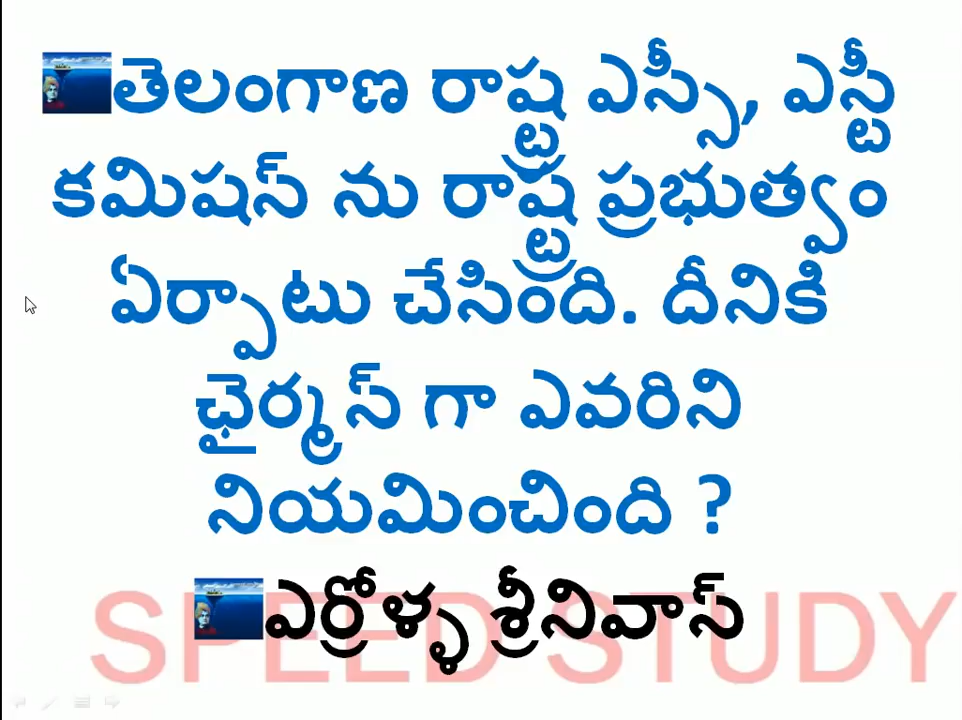 తెలంగాణ రాష్ట్ర ఎస్సీ, ఎస్టీ
కమిషన్ ను రాష్ట్ర ప్రభుత్వం
ఏర్పాటు చేసింది. దీనికి
ఛైర్మన్ గా ఎవరిని
నియమించింది ?
ఎర్రోళ్ళ శ్రీనివాస్
SPEED STUDY